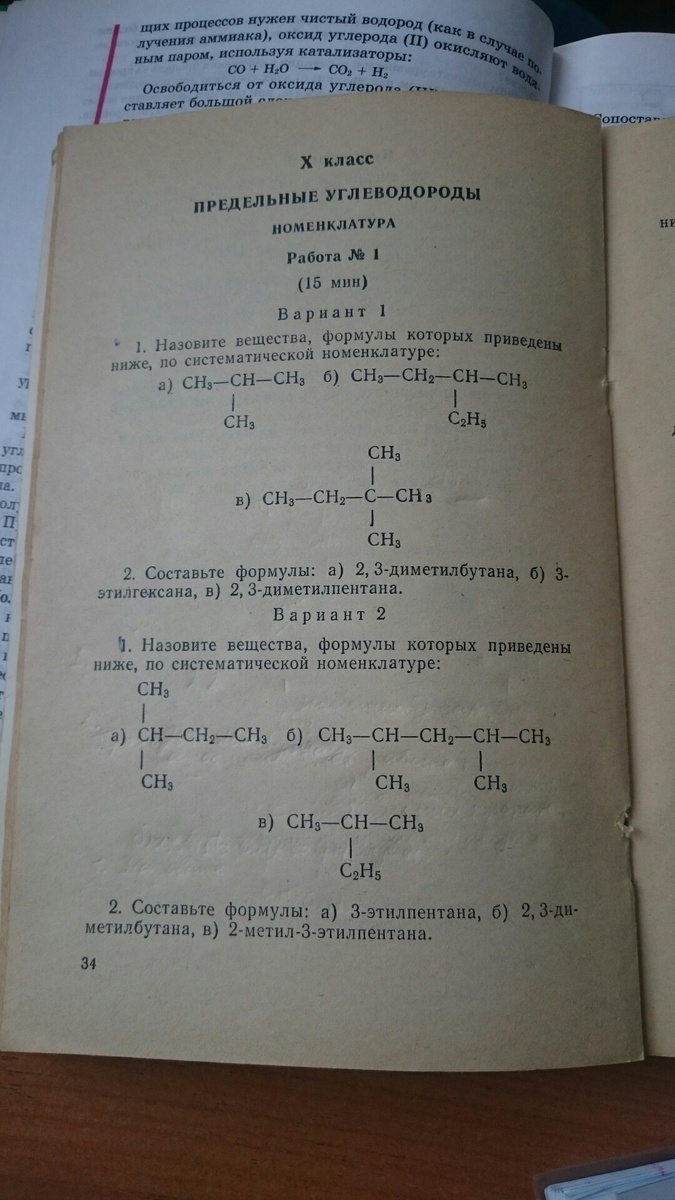 щих процессов нужен чистый водород (как в случае по-
лучения аммиака), оксид углерода (II) окисляют водя-
ным паром, используя катализаторы:
CO + H₂O ⟶ CO₂ + H₂
Освободиться от оксида углерода
ставляет большой
Сопостав
X класс
ПРЕДЕЛЬНЫЕ УГЛЕВОДОРОДЫ
НОМЕНКЛАТУРА
Работа № 1
(15 мин)
Вариант 1
1. Назовите вещества, формулы которых приведены
ниже, по систематической номенклатуре:
а) CH₃—CH—CH₃ б) CH₃—CH₂—CH—CH₃
| |
CH₃ C₂H₅
CH₃
|
в) CH₃—CH₂—C—CH₃
|
CH₃
2. Составьте формулы: а) 2,3-диметилбутана, б) 3-
этилгексана, в) 2,3-диметилпентана.
Вариант 2
1. Назовите вещества, формулы которых приведены
ниже, по систематической номенклатуре:
CH₃
|
а) CH—CH₂—CH₃ б) CH₃—CH—CH₂—CH—CH₃
| | |
CH₃ CH₃ CH₃
в) CH₃—CH—CH₃
|
C₂H₅
2. Составьте формулы: а) 3-этилпентана, б) 2,3-ди-
метилбутана, в) 2-метил-3-этилпентана.
34